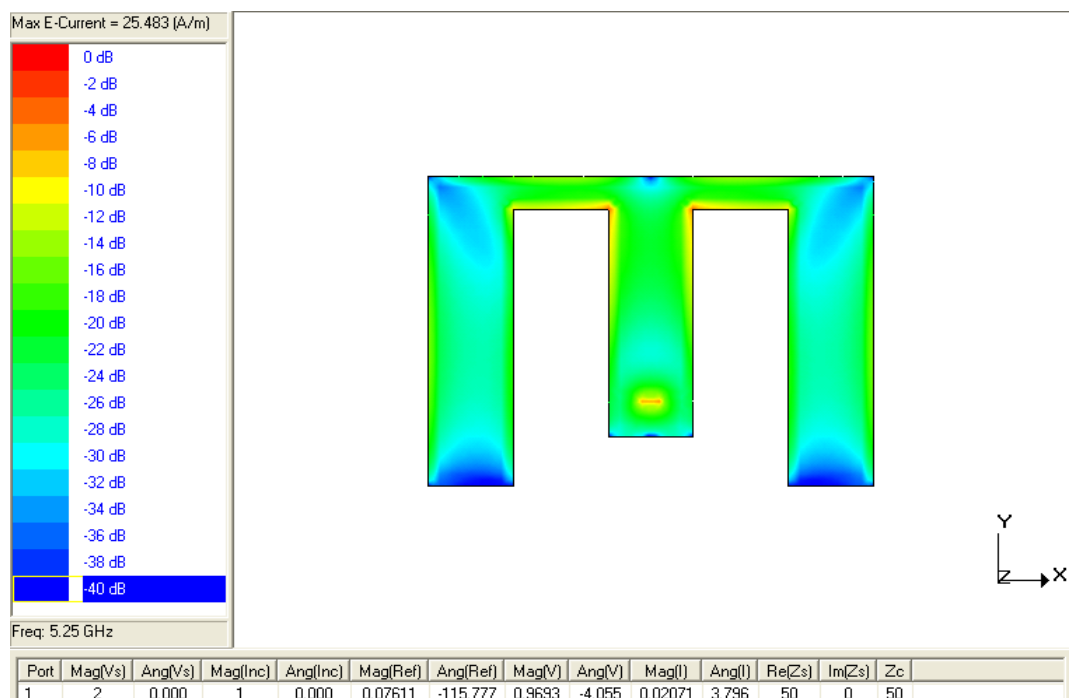 Max E-Current = 25.483 (A/m)
0 dB
-2 dB
-4 dB
-6 dB
-8 dB
-10 dB
-12 dB
-14 dB
-16 dB
-18 dB
-20 dB
-22 dB
-24 dB
-26 dB
-28 dB
-30 dB
-32 dB
-34 dB
-36 dB
-38 dB
-40 dB
Y
Z X
Freq: 5.25 GHz
Port Mag(Vs) Ang(Vs) Mag(Inc) Ang(Inc) Mag(Ref) Ang(Ref) Mag(V) Ang(V) Mag(I) Ang(I) Re(Zs) Im(Zs) Zc
1 2 0.000 1 0.000 0.07611 -115.777 0.9693 -4.055 0.02071 3.796 50 0 50